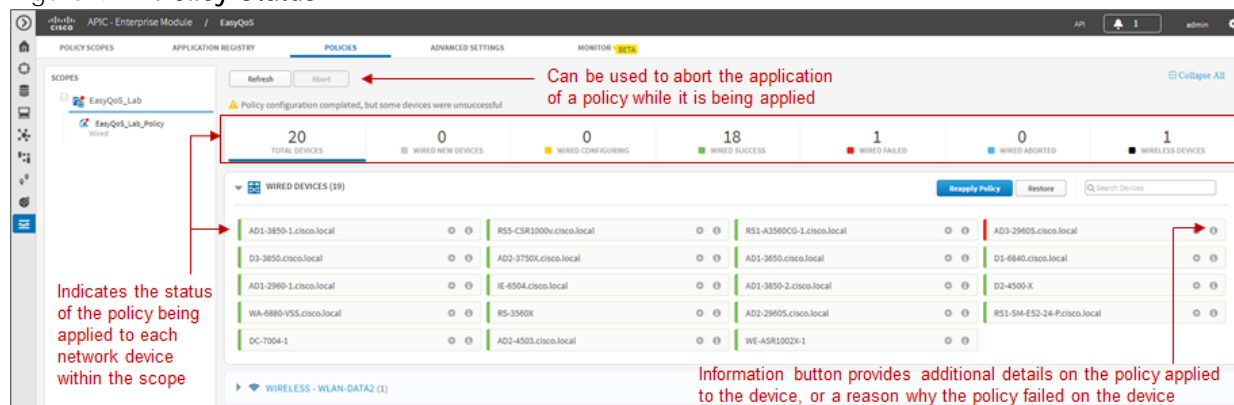 cisco APIC - Enterprise Module / EasyQoS
API 1 admin
POLICY SCOPES APPLICATION REGISTRY POLICIES ADVANCED SETTINGS MONITOR BETA
SCOPES
EasyQoS_Lab
EasyQoS_Lab_Policy
Wired
Refresh Abort
Can be used to abort the application
of a policy while it is being applied
Collapse All
Policy configuration completed, but some devices were unsuccessful
20 0 0 18 1 0 1
TOTAL DEVICES WIRED NEW DEVICES WIRED CONFIGURING WIRED SUCCESS WIRED FAILED WIRED ABORTED WIRELESS DEVICES
WIRED DEVICES (19) Reapply Policy Restore Search Devices
AD1-3850-1.cisco.local RS5-CSR1000v.cisco.local RS1-A3560CG-1.cisco.local AD3-2960S.cisco.local
D3-3850.cisco.local AD2-3750X.cisco.local AD1-3650.cisco.local D1-6840.cisco.local
AD1-2960-1.cisco.local IE-6504.cisco.local AD1-3850-2.cisco.local D2-4500-X
WA-6880-VSS.cisco.local RS-3560X AD2-2960S.cisco.local RS1-SM-ES2-24-P.cisco.local
DC-7004-1 AD2-4503.cisco.local WE-ASR1002X-1
Indicates the status
of the policy being
applied to each
network device
within the scope
WIRELESS - WLAN-DATA2 (1)
Information button provides additional details on the policy applied
to the device, or a reason why the policy failed on the device